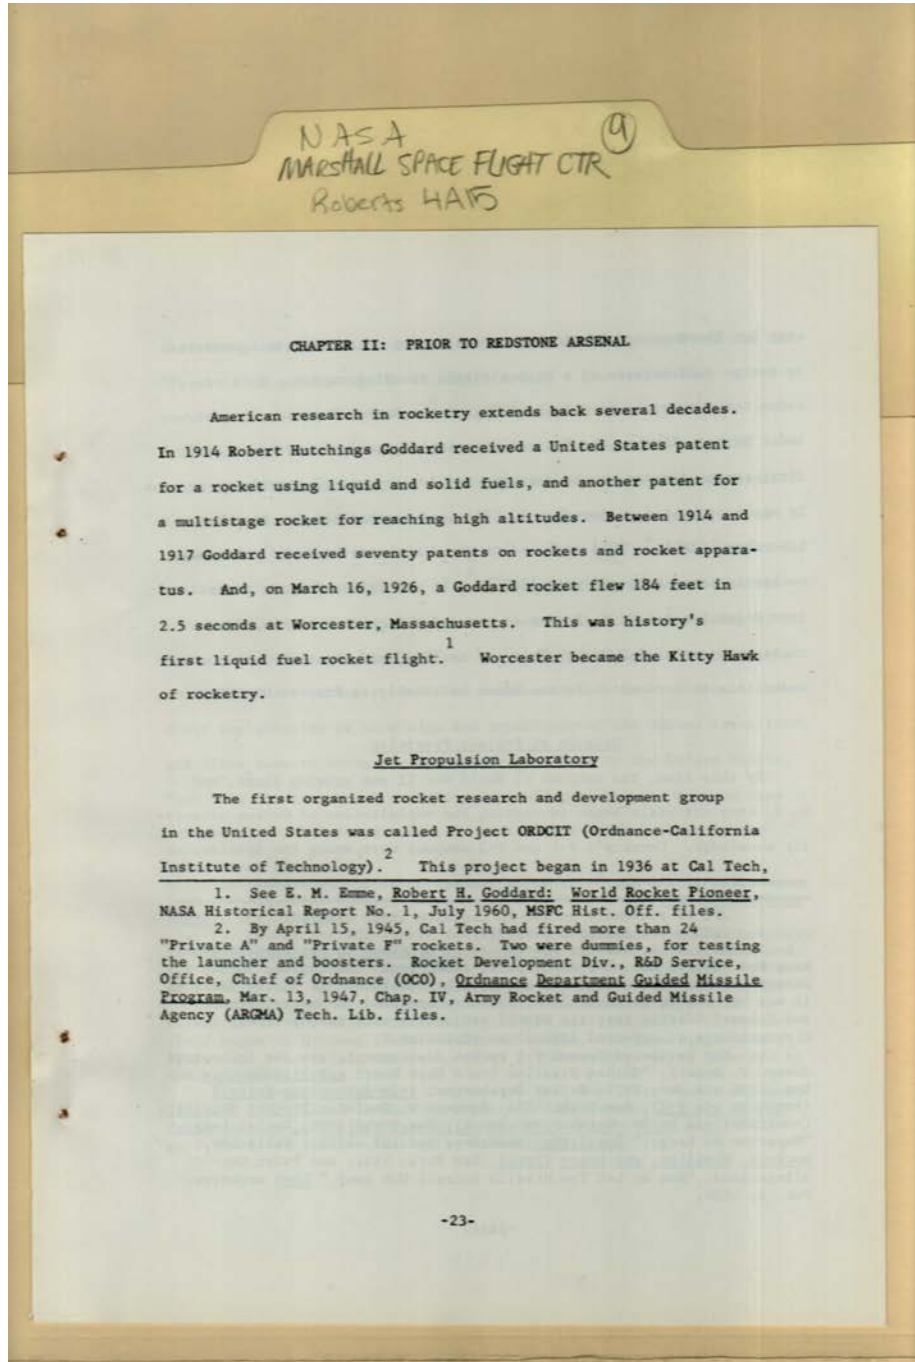 NASA 9
MARSHALL SPACE FLIGHT CTR
Roberts 4A15
CHAPTER II: PRIOR TO REDSTONE ARSENAL
American research in rocketry extends back several decades.
In 1914 Robert Hutchings Goddard received a United States patent
for a rocket using liquid and solid fuels, and another patent for
a multistage rocket for reaching high altitudes. Between 1914 and
1917 Goddard received seventy patents on rockets and rocket appara-
tus. And, on March 16, 1926, a Goddard rocket flew 184 feet in
2.5 seconds at Worcester, Massachusetts. This was history's
first liquid fuel rocket flight.1 Worcester became the Kitty Hawk
of rocketry.
Jet Propulsion Laboratory
The first organized rocket research and development group
in the United States was called Project ORDCIT (Ordnance-California
Institute of Technology).2 This project began in 1936 at Cal Tech,
1. See E. M. Emme, Robert H. Goddard: World Rocket Pioneer,
NASA Historical Report No. 1, July 1960, MSFC Hist. Off. files.
2. By April 15, 1945, Cal Tech had fired more than 24
"Private A" and "Private F" rockets. Two were dummies, for testing
the launcher and boosters. Rocket Development Div., R&D Service,
Office, Chief of Ordnance (OCO), Ordnance Department Guided Missile
Program, Mar. 13, 1947, Chap. IV, Army Rocket and Guided Missile
Agency (ARGMA) Tech. Lib. files.
-23-